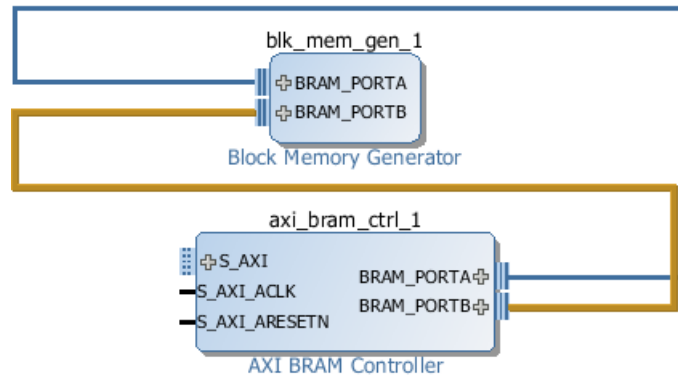 blk_mem_gen_1
BRAM_PORTA
BRAM_PORTB
Block Memory Generator
axi_bram_ctrl_1
S_AXI
BRAM_PORTA
S_AXI_ACLK
BRAM_PORTB
S_AXI_ARESETN
AXI BRAM Controller